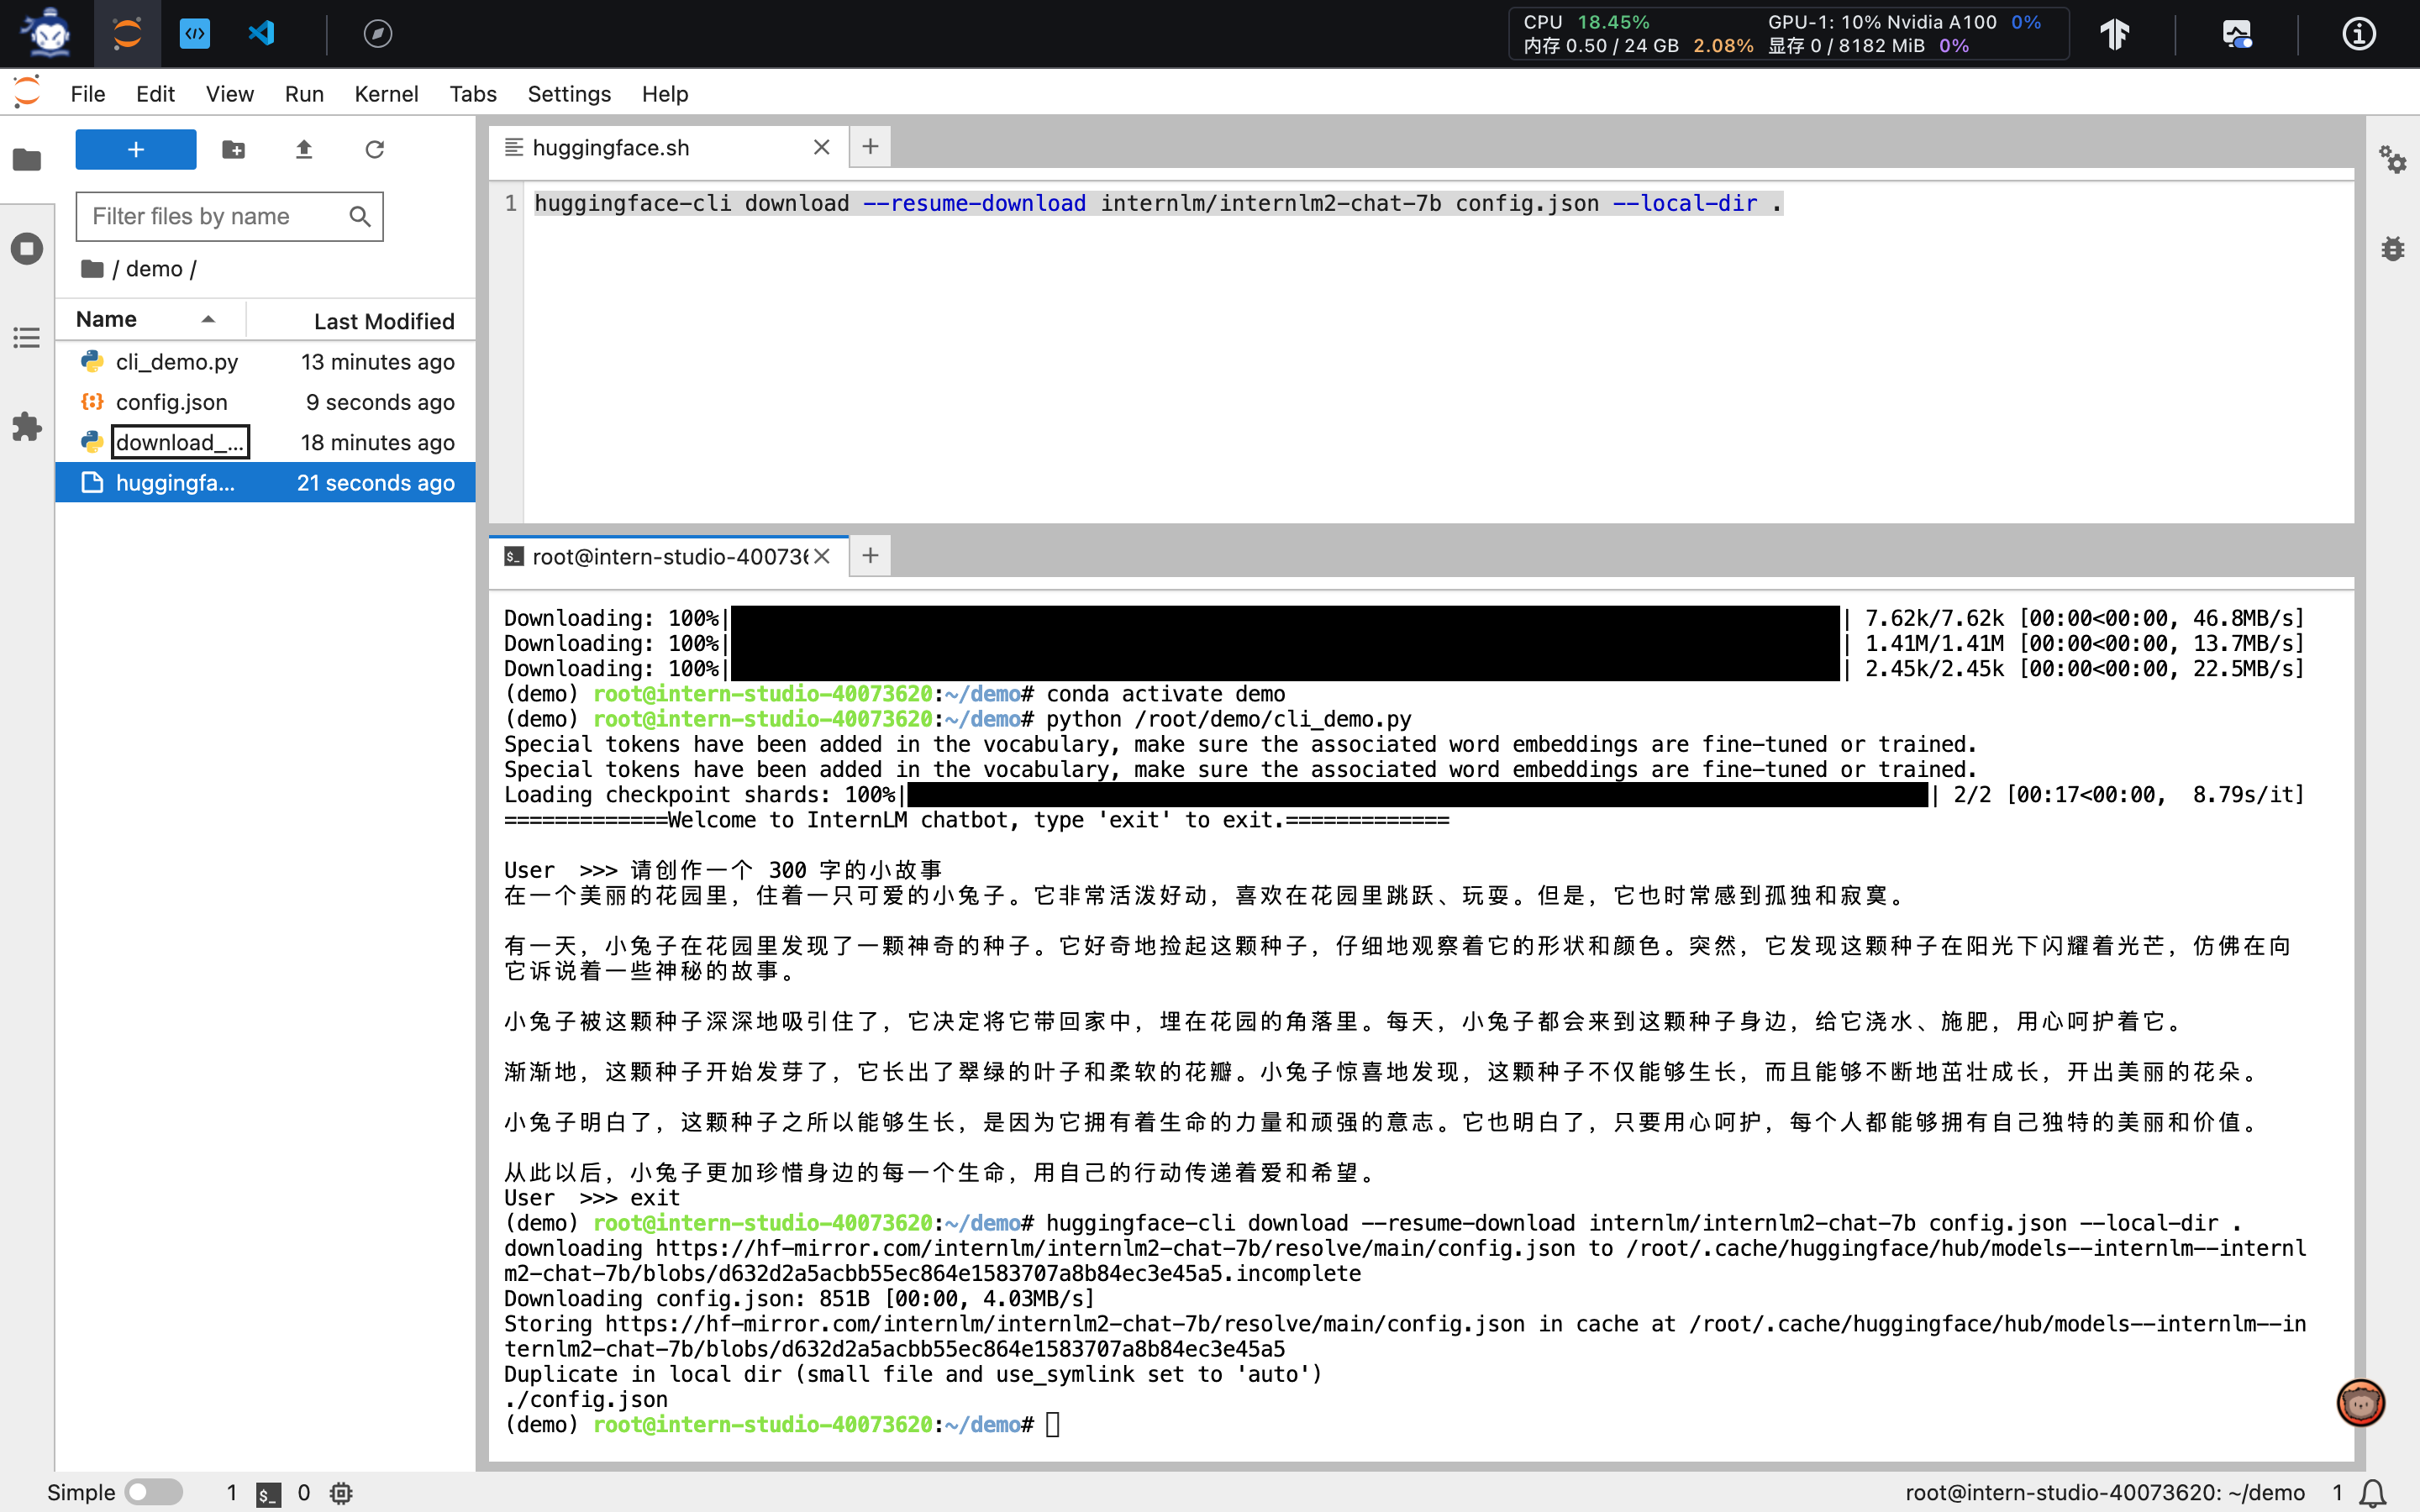 CPU 18.45% GPU-1: 10% Nvidia A100 0%
内存 0.50 / 24 GB 2.08% 显存 0 / 8182 MiB 0%
File Edit View Run Kernel Tabs Settings Help
Filter files by name
/ demo /
Name Last Modified
cli_demo.py 13 minutes ago
config.json 9 seconds ago
download_... 18 minutes ago
huggingfa... 21 seconds ago
huggingface.sh
1 huggingface-cli download --resume-download internlm/internlm2-chat-7b config.json --local-dir .
root@intern-studio-400736
Downloading: 100%| | 7.62k/7.62k [00:00<00:00, 46.8MB/s]
Downloading: 100%| | 1.41M/1.41M [00:00<00:00, 13.7MB/s]
Downloading: 100%| | 2.45k/2.45k [00:00<00:00, 22.5MB/s]
(demo) root@intern-studio-40073620:~/demo# conda activate demo
(demo) root@intern-studio-40073620:~/demo# python /root/demo/cli_demo.py
Special tokens have been added in the vocabulary, make sure the associated word embeddings are fine-tuned or trained.
Special tokens have been added in the vocabulary, make sure the associated word embeddings are fine-tuned or trained.
Loading checkpoint shards: 100%| | 2/2 [00:17<00:00,  8.79s/it]
=============Welcome to InternLM chatbot, type 'exit' to exit.=============
User  >>> 请创作一个 300 字的小故事
在一个美丽的花园里，住着一只可爱的小兔子。它非常活泼好动，喜欢在花园里跳跃、玩耍。但是，它也时常感到孤独和寂寞。
有一天，小兔子在花园里发现了一颗神奇的种子。它好奇地捡起这颗种子，仔细地观察着它的形状和颜色。突然，它发现这颗种子在阳光下闪耀着光芒，仿佛在向
它诉说着一些神秘的故事。
小兔子被这颗种子深深地吸引住了，它决定将它带回家中，埋在花园的角落里。每天，小兔子都会来到这颗种子身边，给它浇水、施肥，用心呵护着它。
渐渐地，这颗种子开始发芽了，它长出了翠绿的叶子和柔软的花瓣。小兔子惊喜地发现，这颗种子不仅能够生长，而且能够不断地茁壮成长，开出美丽的花朵。
小兔子明白了，这颗种子之所以能够生长，是因为它拥有着生命的力量和顽强的意志。它也明白了，只要用心呵护，每个人都能够拥有自己独特的美丽和价值。
从此以后，小兔子更加珍惜身边的每一个生命，用自己的行动传递着爱和希望。
User  >>> exit
(demo) root@intern-studio-40073620:~/demo# huggingface-cli download --resume-download internlm/internlm2-chat-7b config.json --local-dir .
downloading https://hf-mirror.com/internlm/internlm2-chat-7b/resolve/main/config.json to /root/.cache/huggingface/hub/models--internlm--internl
m2-chat-7b/blobs/d632d2a5acbb55ec864e1583707a8b84ec3e45a5.incomplete
Downloading config.json: 851B [00:00, 4.03MB/s]
Storing https://hf-mirror.com/internlm/internlm2-chat-7b/resolve/main/config.json in cache at /root/.cache/huggingface/hub/models--internlm--in
ternlm2-chat-7b/blobs/d632d2a5acbb55ec864e1583707a8b84ec3e45a5
Duplicate in local dir (small file and use_symlink set to 'auto')
./config.json
(demo) root@intern-studio-40073620:~/demo#
Simple 1 0 root@intern-studio-40073620: ~/demo 1